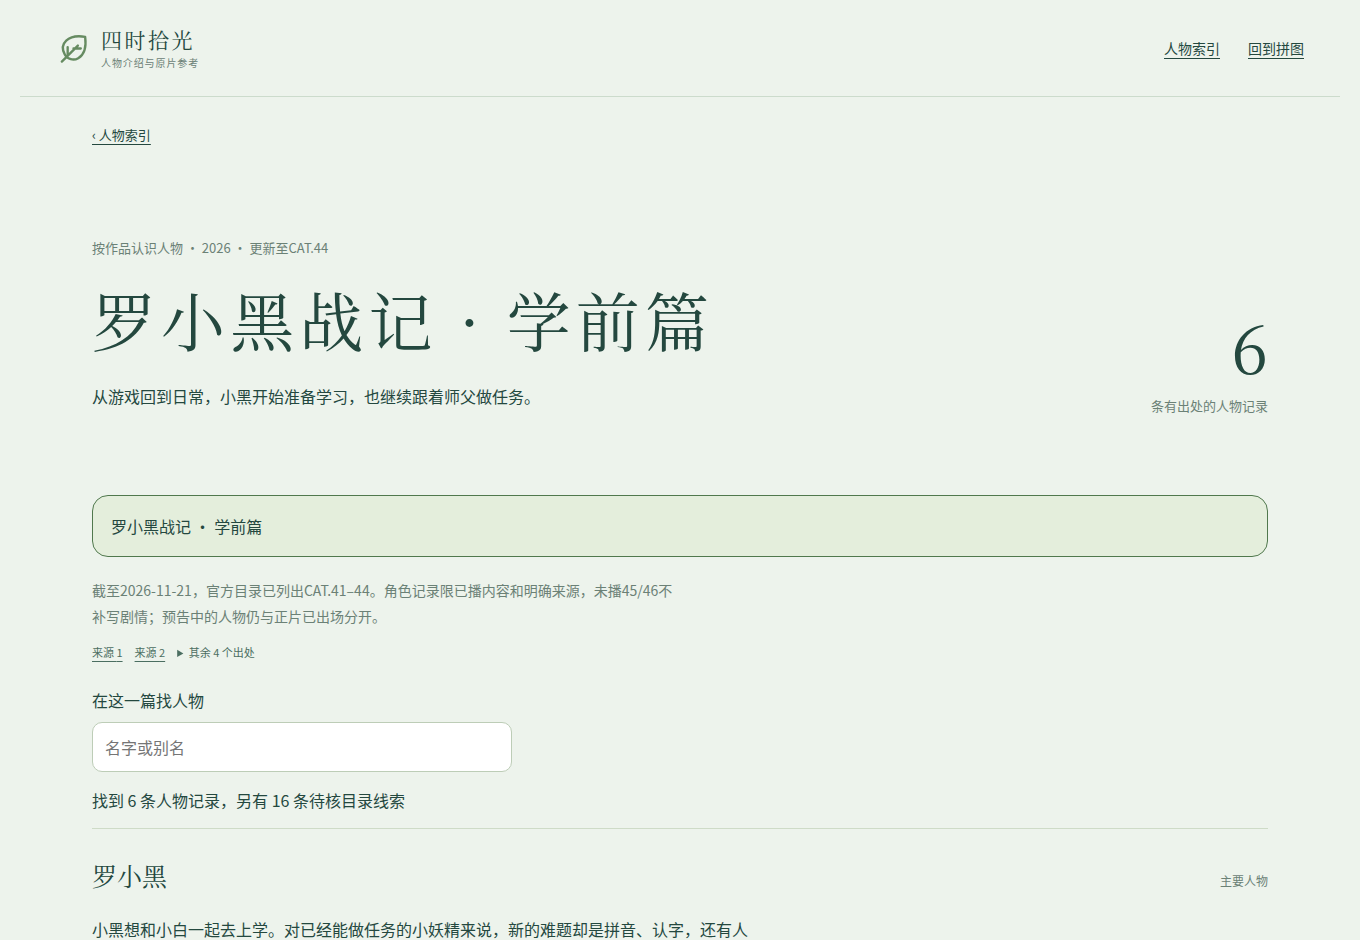 四时拾光
人物介绍与原片参考
人物索引
回到拼图
‹ 人物索引
按作品认识人物 · 2026 · 更新至CAT.44
罗小黑战记 · 学前篇
从游戏回到日常，小黑开始准备学习，也继续跟着师父做任务。
6
条有出处的人物记录
罗小黑战记 · 学前篇
截至2026-11-21，官方目录已列出CAT.41–44。角色记录限已播内容和明确来源，未播45/46不
补写剧情；预告中的人物仍与正片已出场分开。
来源 1 来源 2 ▶ 其余 4 个出处
在这一篇找人物
名字或别名
找到 6 条人物记录，另有 16 条待核目录线索
罗小黑
主要人物
小黑想和小白一起去上学。对已经能做任务的小妖精来说，新的难题却是拼音、认字，还有人